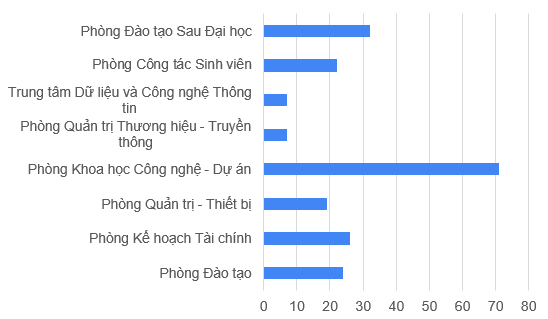 Phòng Đào tạo Sau Đại học
Phòng Công tác Sinh viên
Trung tâm Dữ liệu và Công nghệ Thông
tin
Phòng Quản trị Thương hiệu - Truyền
thông
Phòng Khoa học Công nghệ - Dự án
Phòng Quản trị - Thiết bị
Phòng Kế hoạch Tài chính
Phòng Đào tạo
0 10 20 30 40 50 60 70 80